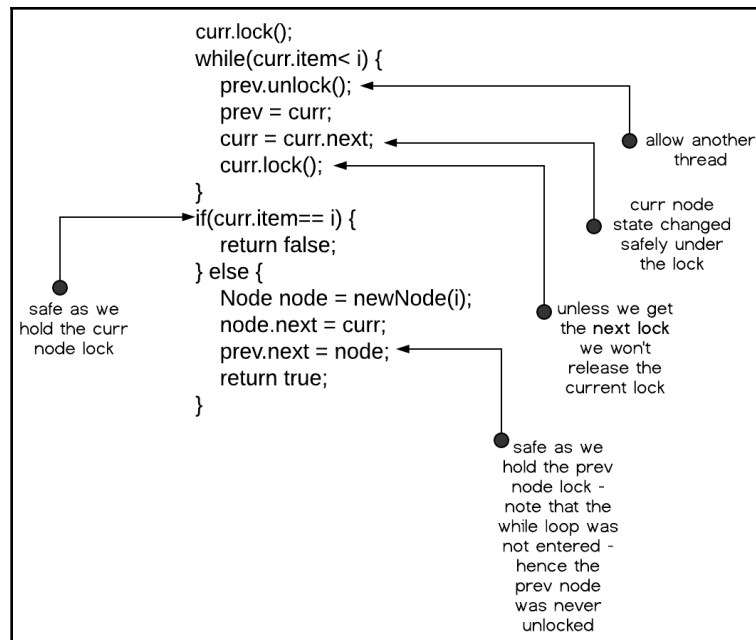 curr.lock();
while(curr.item< i) {
prev.unlock();
prev = curr;
curr = curr.next;
curr.lock();
}
if(curr.item== i) {
return false;
} else {
Node node = newNode(i);
node.next = curr;
prev.next = node;
return true;
}
allow another
thread
curr node
state changed
safely under
the lock
safe as we
hold the curr
node lock
unless we get
the next lock
we won't
release the
current lock
safe as we
hold the prev
node lock -
note that the
while loop was
not entered -
hence the
prev node
was never
unlocked